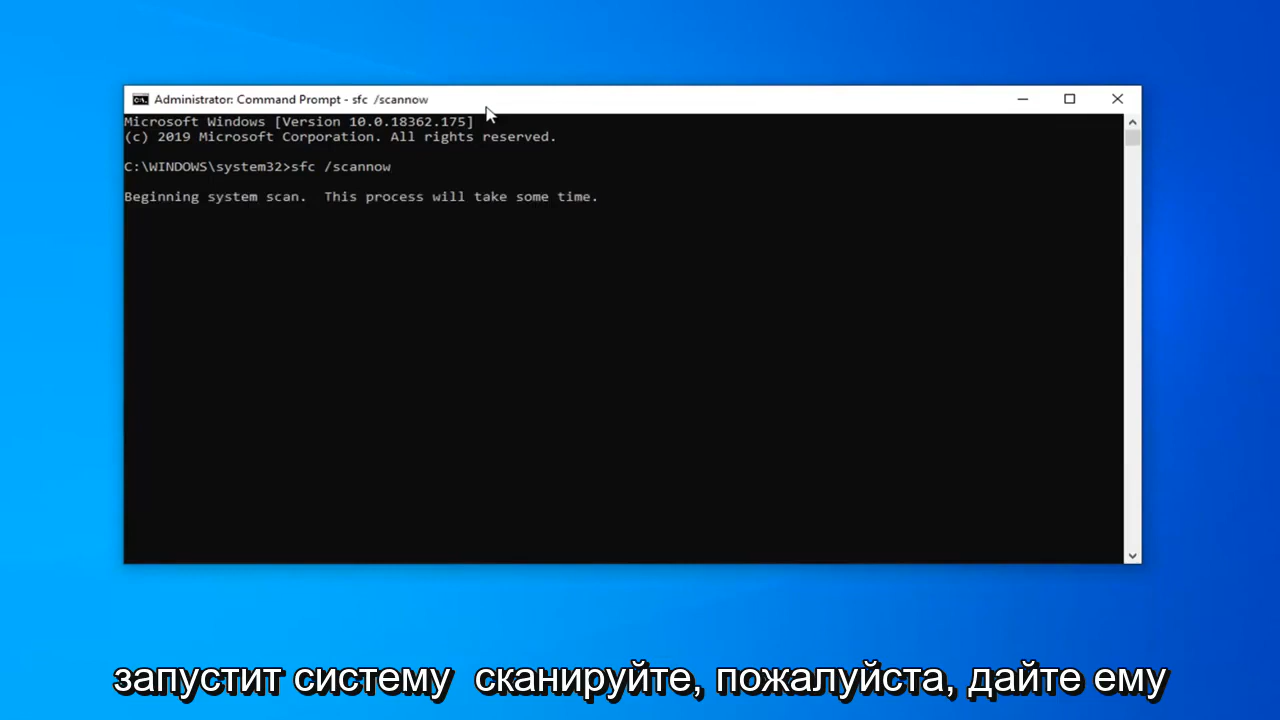 Administrator: Command Prompt - sfc /scannow
Microsoft Windows [Version 10.0.18362.175]
(c) 2019 Microsoft Corporation. All rights reserved.
C:\WINDOWS\system32>sfc /scannow
Beginning system scan.  This process will take some time.
запустит систему  сканируйте, пожалуйста, дайте ему